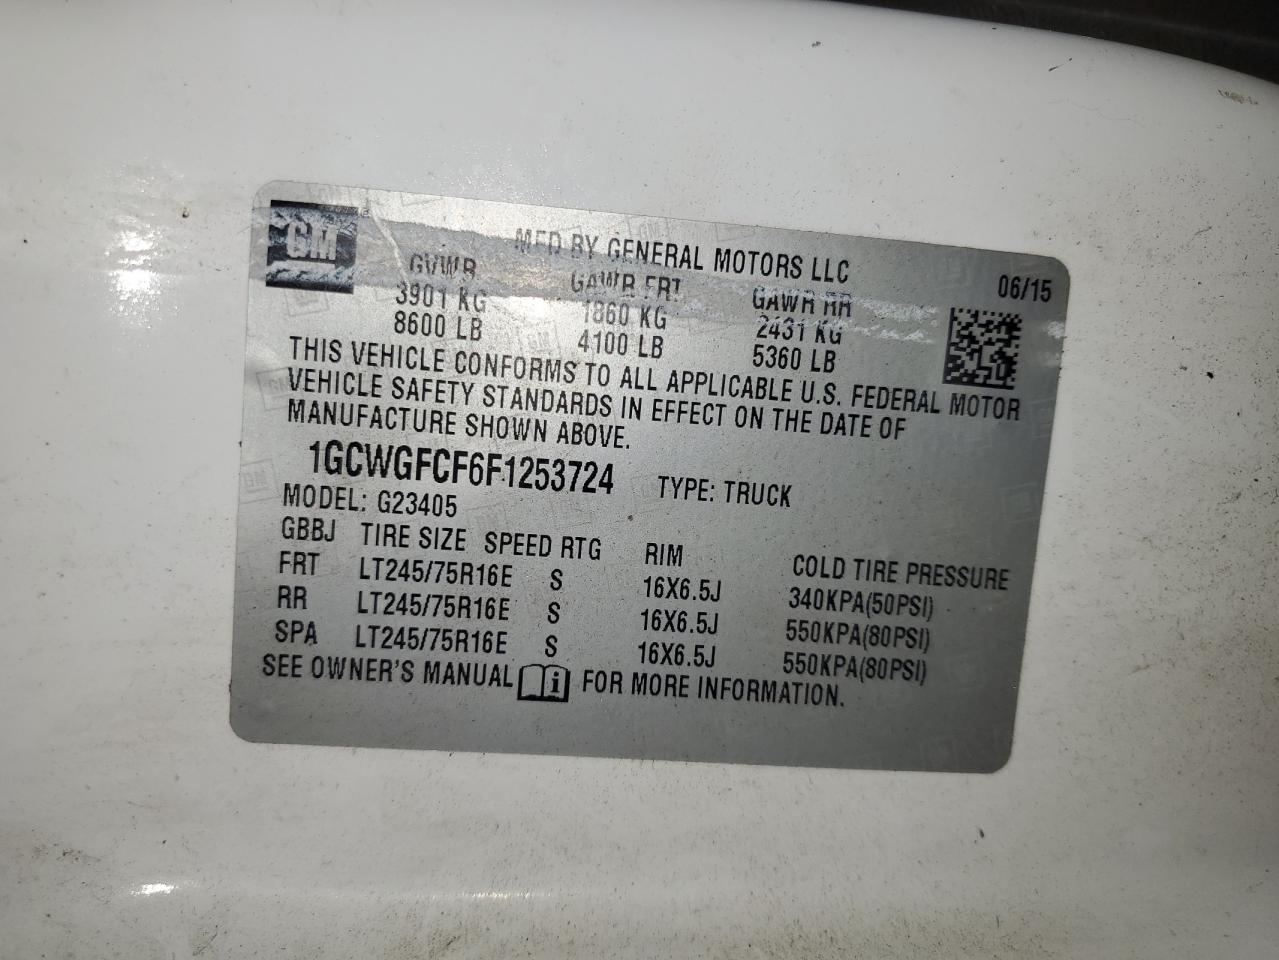 GM
MFD BY GENERAL MOTORS LLC
06/15
GVWR GAWR FRT GAWR RR
3901 KG 1860 KG 2431 KG
8600 LB 4100 LB 5360 LB
THIS VEHICLE CONFORMS TO ALL APPLICABLE U.S. FEDERAL MOTOR
VEHICLE SAFETY STANDARDS IN EFFECT ON THE DATE OF
MANUFACTURE SHOWN ABOVE.
1GCWGFCF6F1253724 TYPE: TRUCK
MODEL: G23405
GBBJ TIRE SIZE SPEED RTG RIM COLD TIRE PRESSURE
FRT LT245/75R16E S 16X6.5J 340KPA(50PSI)
RR LT245/75R16E S 16X6.5J 550KPA(80PSI)
SPA LT245/75R16E S 16X6.5J 550KPA(80PSI)
SEE OWNER'S MANUAL i FOR MORE INFORMATION.